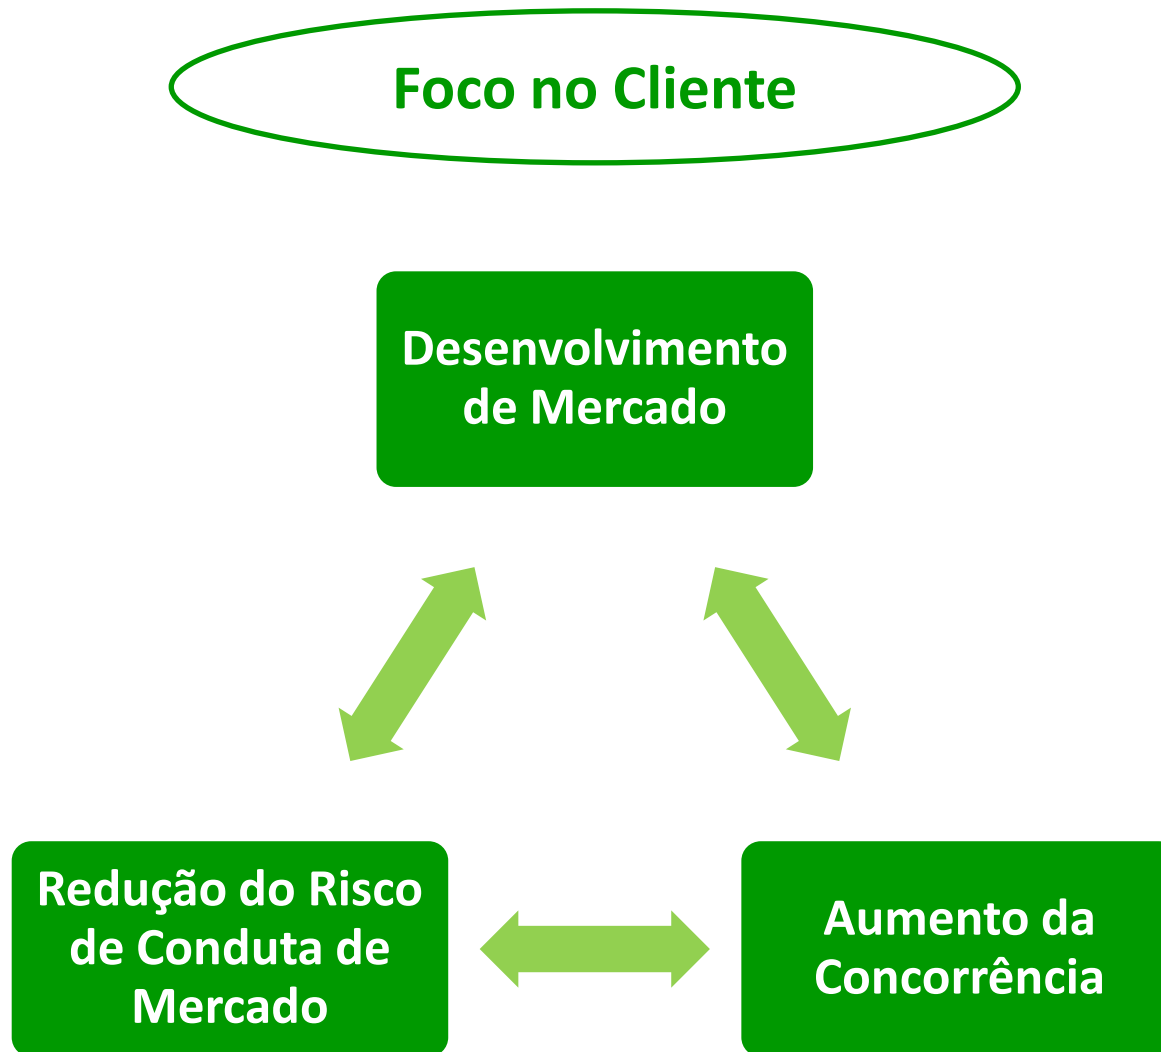 Foco no Cliente
Desenvolvimento
de Mercado
Redução do Risco
de Conduta de
Mercado
Aumento da
Concorrência